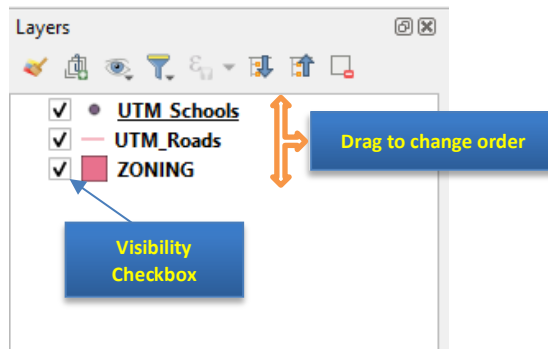 Layers
UTM_Schools
UTM_Roads
ZONING
Drag to change order
Visibility
Checkbox